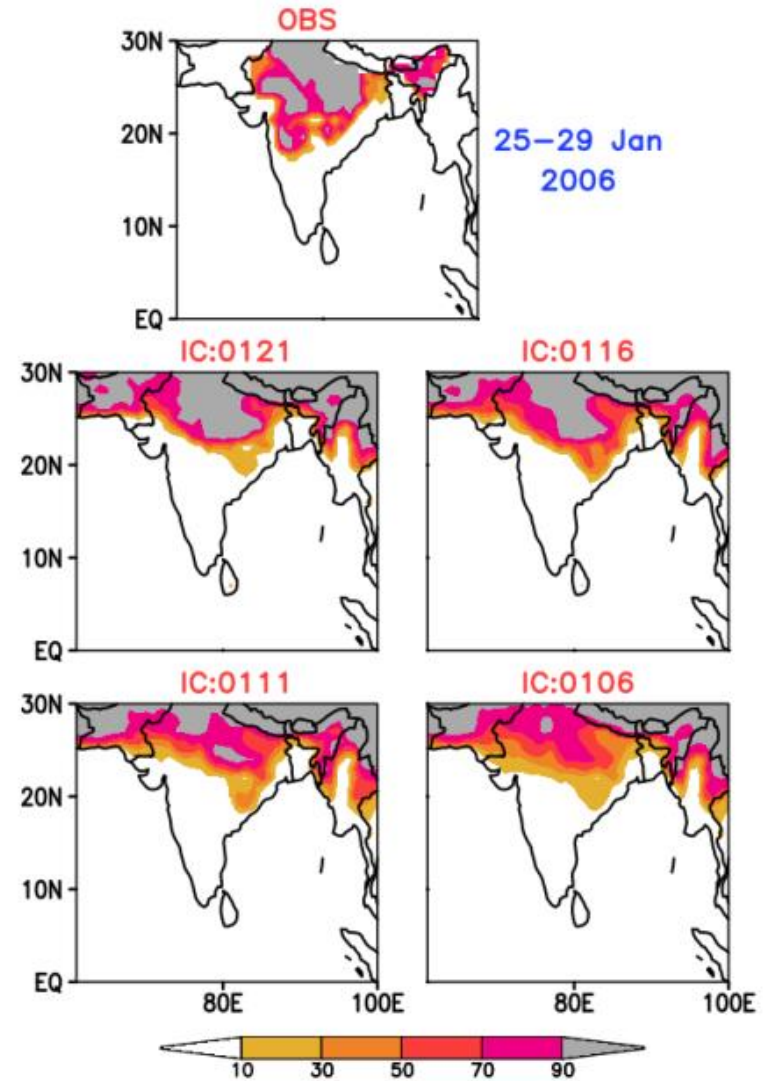 OBS
30N
20N
10N
EQ
25-29 Jan
2006
IC:0121
IC:0116
30N
20N
10N
EQ
IC:0111
IC:0106
30N
20N
10N
EQ
80E
100E
80E
100E
10 30 50 70 90